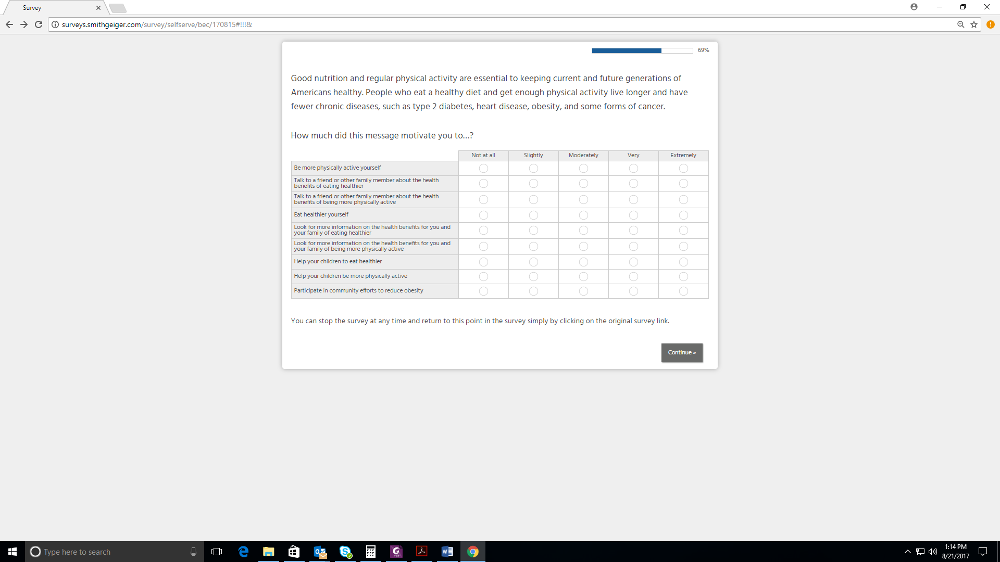 Survey
surveys.smithgeiger.com/survey/selfserve/bec/170815#!!!&
69%
Good nutrition and regular physical activity are essential to keeping current and future generations of
Americans healthy. People who eat a healthy diet and get enough physical activity live longer and have
fewer chronic diseases, such as type 2 diabetes, heart disease, obesity, and some forms of cancer.
How much did this message motivate you to...?
Not at all Slightly Moderately Very Extremely
Be more physically active yourself
Talk to a friend or other family member about the health
benefits of eating healthier
Talk to a friend or other family member about the health
benefits of being more physically active
Eat healthier yourself
Look for more information on the health benefits for you and
your family of eating healthier
Look for more information on the health benefits for you and
your family of being more physically active
Help your children to eat healthier
Help your children be more physically active
Participate in community efforts to reduce obesity
You can stop the survey at any time and return to this point in the survey simply by clicking on the original survey link.
Continue »
Type here to search
1:14 PM
8/21/2017